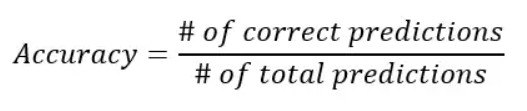 Accuracy = # of correct predictions
# of total predictions